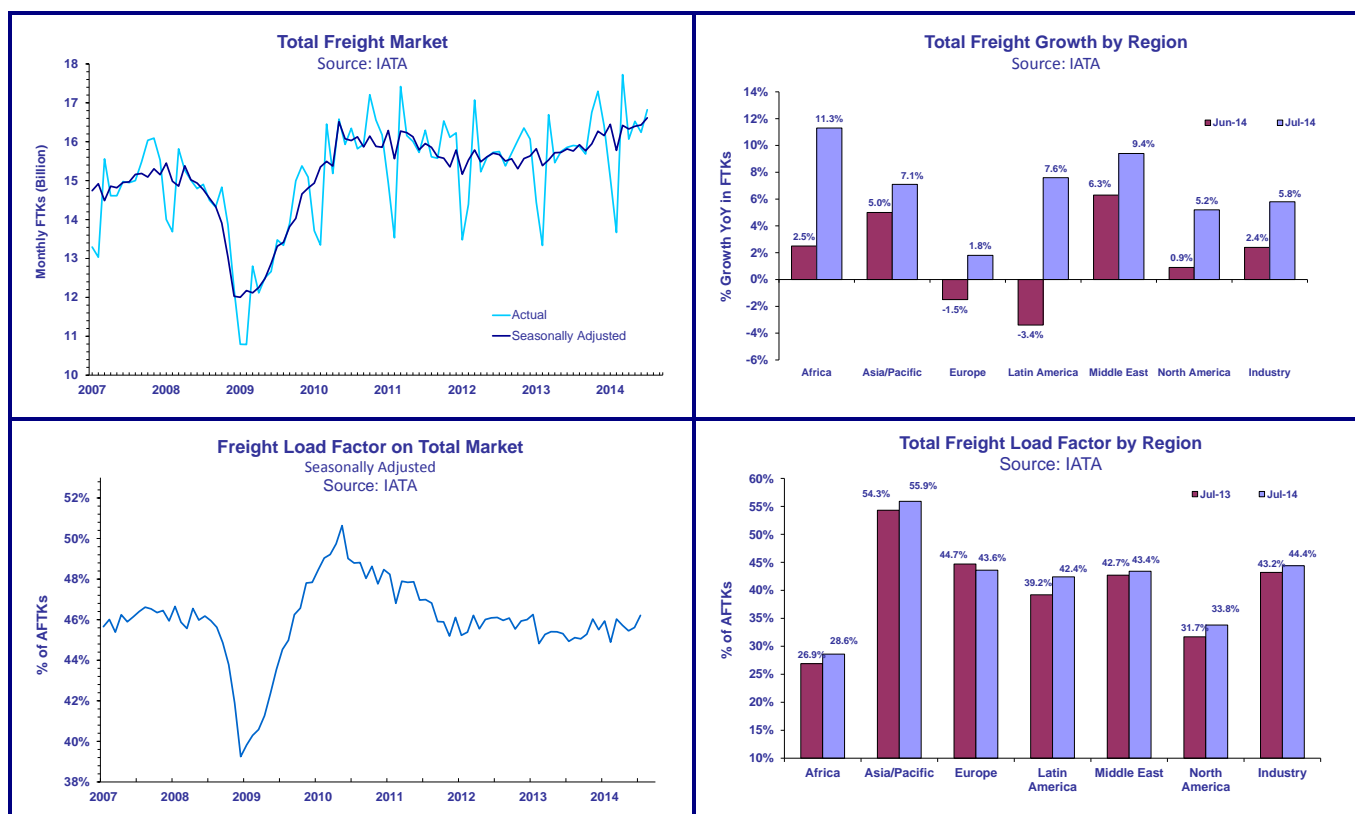 Total Freight Market
Source: IATA
Monthly FTKs (Billion)
18
17
16
15
14
13
12
11
10
Actual
Seasonally Adjusted
2007 2008 2009 2010 2011 2012 2013 2014
Total Freight Growth by Region
Source: IATA
% Growth YoY in FTKs
14%
12%
10%
8%
6%
4%
2%
0%
-2%
-4%
-6%
Jun-14 Jul-14
2.5% 11.3%
5.0% 7.1%
-1.5% 1.8%
-3.4% 7.6%
6.3% 9.4%
0.9% 5.2%
2.4% 5.8%
Africa Asia/Pacific Europe Latin America Middle East North America Industry
Freight Load Factor on Total Market
Seasonally Adjusted
Source: IATA
% of AFTKs
52%
50%
48%
46%
44%
42%
40%
38%
2007 2008 2009 2010 2011 2012 2013 2014
Total Freight Load Factor by Region
Source: IATA
% of AFTKs
60%
55%
50%
45%
40%
35%
30%
25%
20%
15%
10%
Jul-13 Jul-14
26.9% 28.6%
54.3% 55.9%
44.7% 43.6%
39.2% 42.4%
42.7% 43.4%
31.7% 33.8%
43.2% 44.4%
Africa Asia/Pacific Europe Latin America Middle East North America Industry